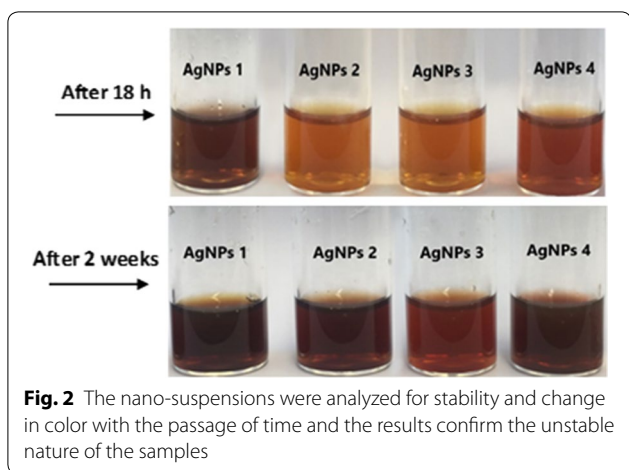 AgNPs 1 AgNPs 2 AgNPs 3 AgNPs 4
After 18 h
After 2 weeks
AgNPs 1 AgNPs 2 AgNPs 3 AgNPs 4
Fig. 2 The nano-suspensions were analyzed for stability and change
in color with the passage of time and the results confirm the unstable
nature of the samples